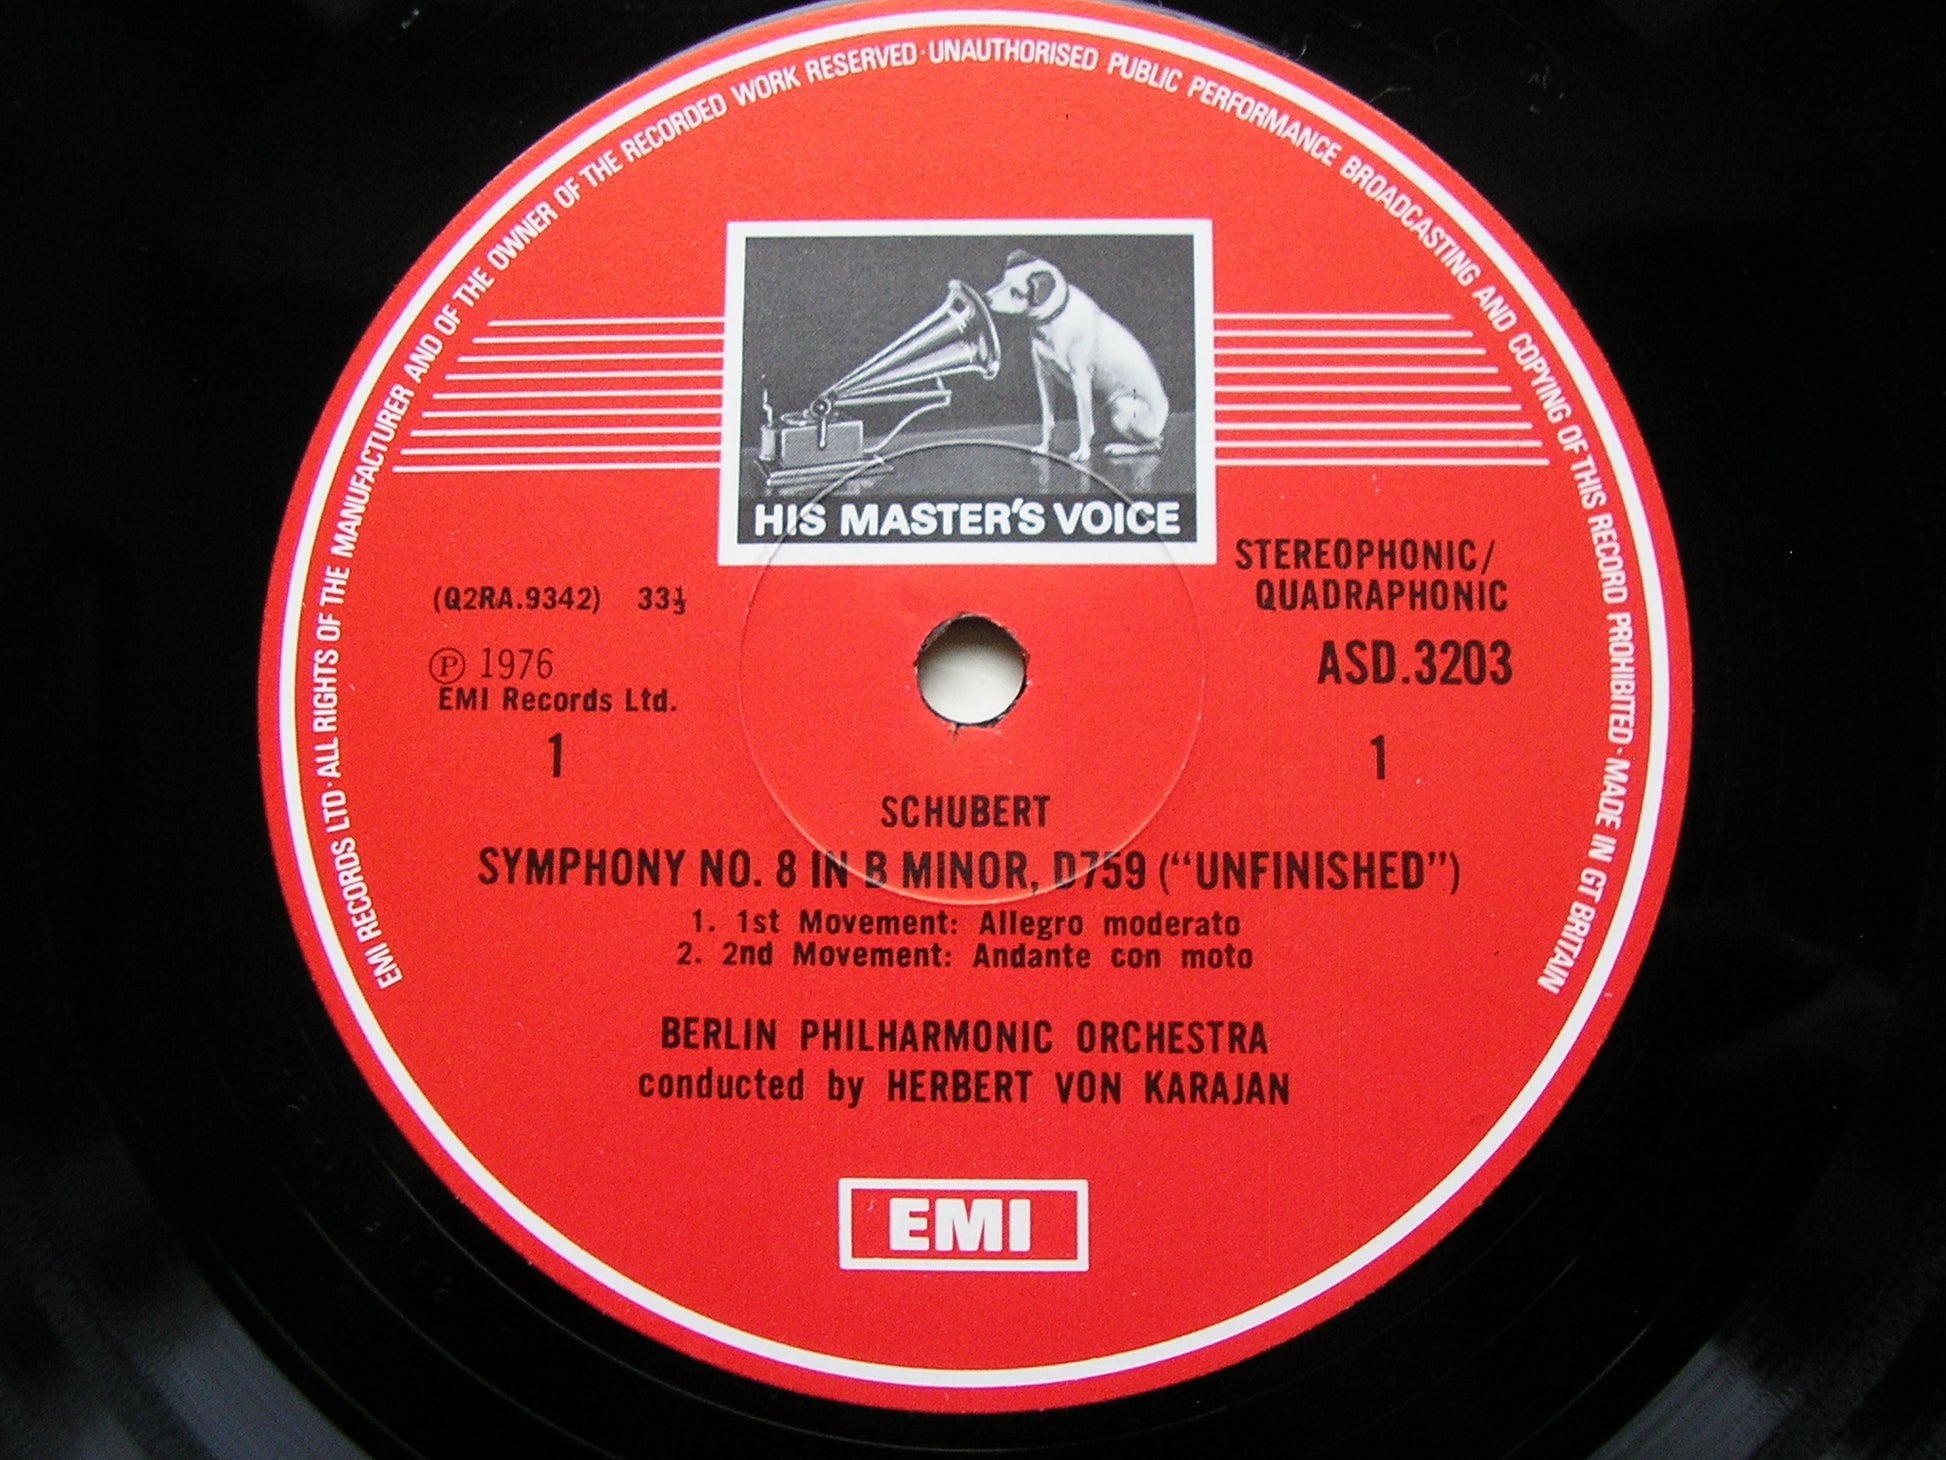 EMI RECORDS LTD · ALL RIGHTS OF THE MANUFACTURER AND OF THE OWNER OF THE RECORDED WORK RESERVED · UNAUTHORISED PUBLIC PERFORMANCE BROADCASTING AND COPYING OF THIS RECORD PROHIBITED · MADE IN GT BRITAIN
HIS MASTER'S VOICE
STEREOPHONIC/
QUADRAPHONIC
(Q2RA.9342) 33⅓
ASD.3203
℗ 1976
EMI Records Ltd.
1 1
SCHUBERT
SYMPHONY NO. 8 IN B MINOR, D759 (“UNFINISHED”)
1. 1st Movement: Allegro moderato
2. 2nd Movement: Andante con moto
BERLIN PHILHARMONIC ORCHESTRA
conducted by HERBERT VON KARAJAN
EMI